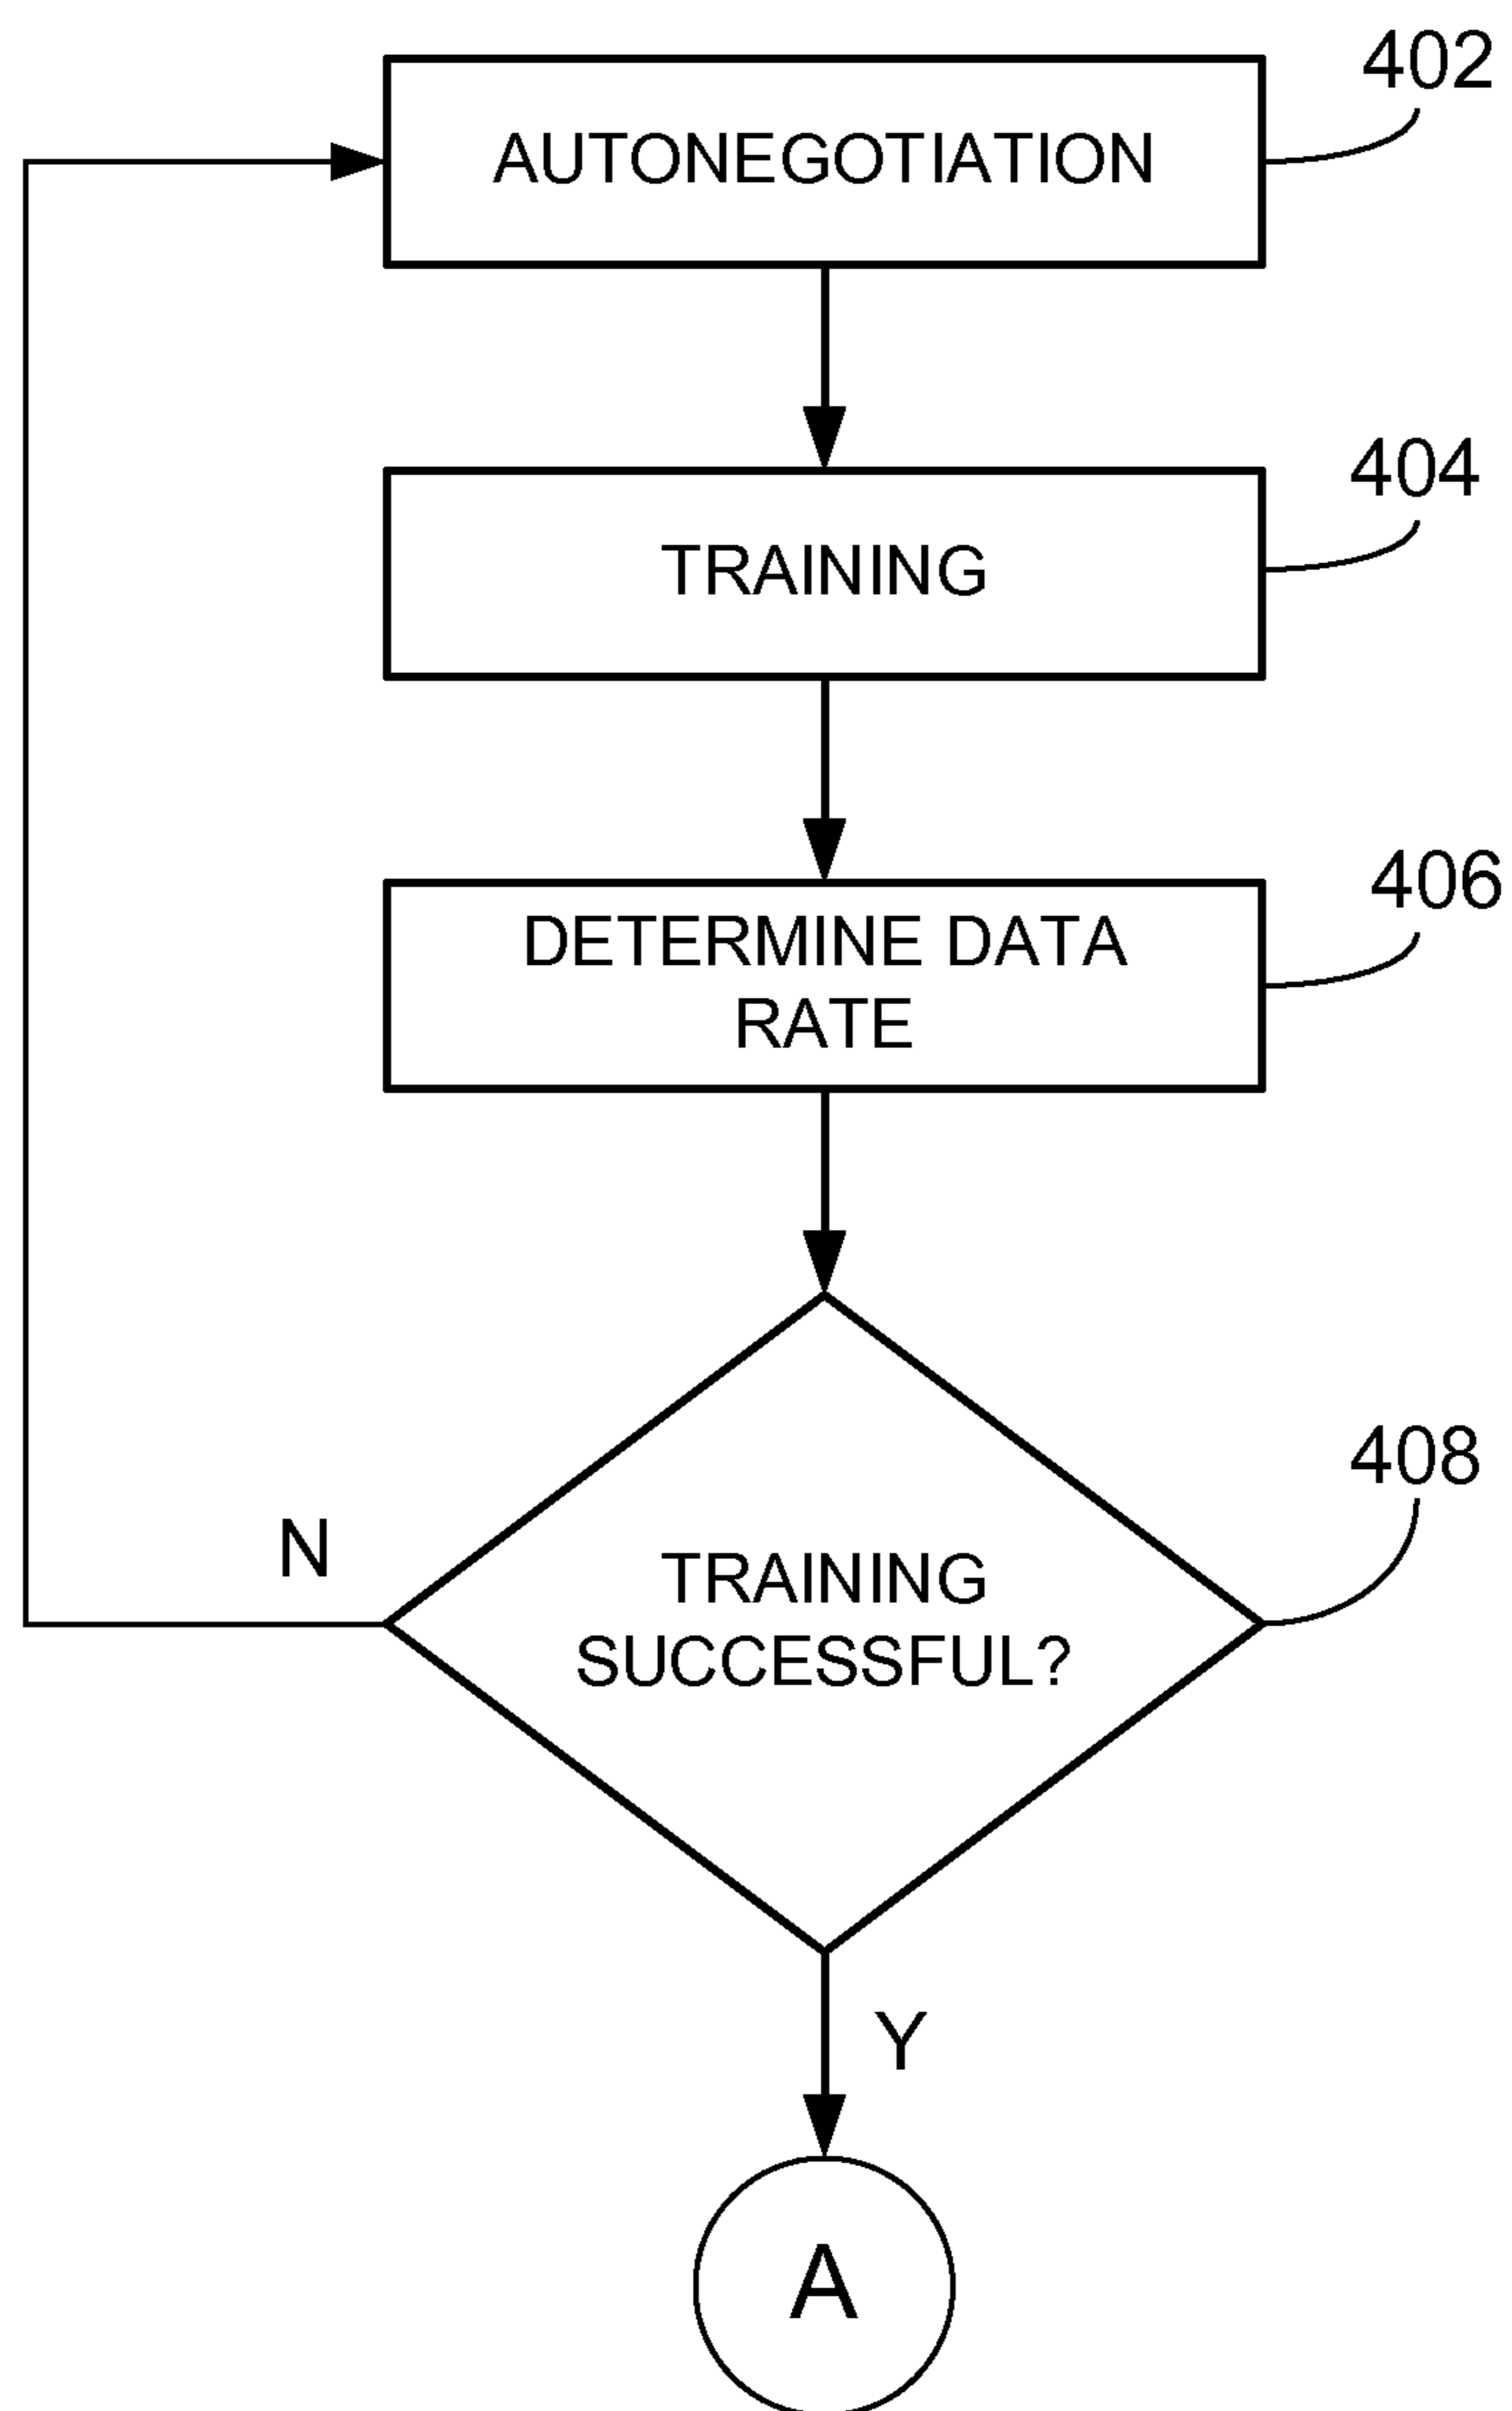 402
AUTONEGOTIATION
404
TRAINING
406
DETERMINE DATA
RATE
408
N
TRAINING
SUCCESSFUL?
Y
A